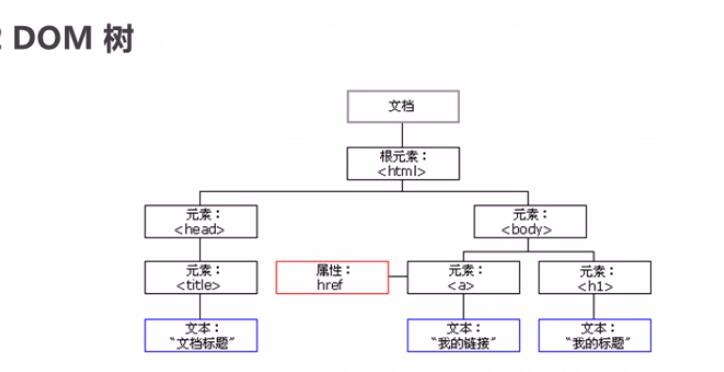 2 DOM 树
文档
根元素：
<html>
元素：
<head>
元素：
<body>
元素：
<title>
属性：
href
元素：
<a>
元素：
<h1>
文本：
“文档标题”
文本：
“我的链接”
文本：
“我的标题”